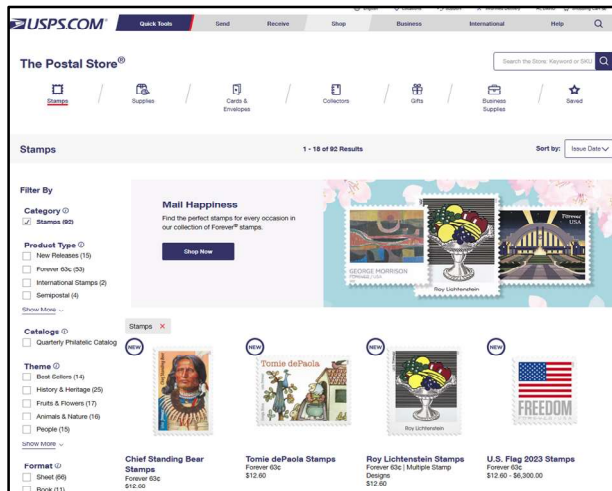 USPS.COM®
Quick Tools
Send
Receive
Shop
Business
International
Help
The Postal Store®
Search the Store: Keyword or SKU
Stamps
Supplies
Cards &
Envelopes
Collectors
Gifts
Business
Supplies
Saved
Stamps
1 - 18 of 92 Results
Sort by:
Issue Date
Filter By
Category
Stamps (92)
Product Type
New Releases (15)
Forever 63¢ (53)
International Stamps (2)
Semipostal (4)
Show More
Catalogs
Quarterly Philatelic Catalog
Theme
Best Sellers (14)
History & Heritage (25)
Fruits & Flowers (17)
Animals & Nature (16)
People (15)
Show More
Format
Sheet (66)
Book (11)
Mail Happiness
Find the perfect stamps for every occasion in
our collection of Forever® stamps.
Shop Now
GEORGE MORRISON
Roy Lichtenstein
Forever
USA
Stamps
NEW
Chief Standing Bear
Stamps
Forever 63¢
$12.60
NEW
Tomie dePaola
Tomie dePaola Stamps
Forever 63¢
$12.60
NEW
Roy Lichtenstein
Roy Lichtenstein Stamps
Forever 63¢ | Multiple Stamp
Designs
$12.60
NEW
FREEDOM
U.S. Flag 2023 Stamps
Forever 63¢
$12.60 - $6,300.00